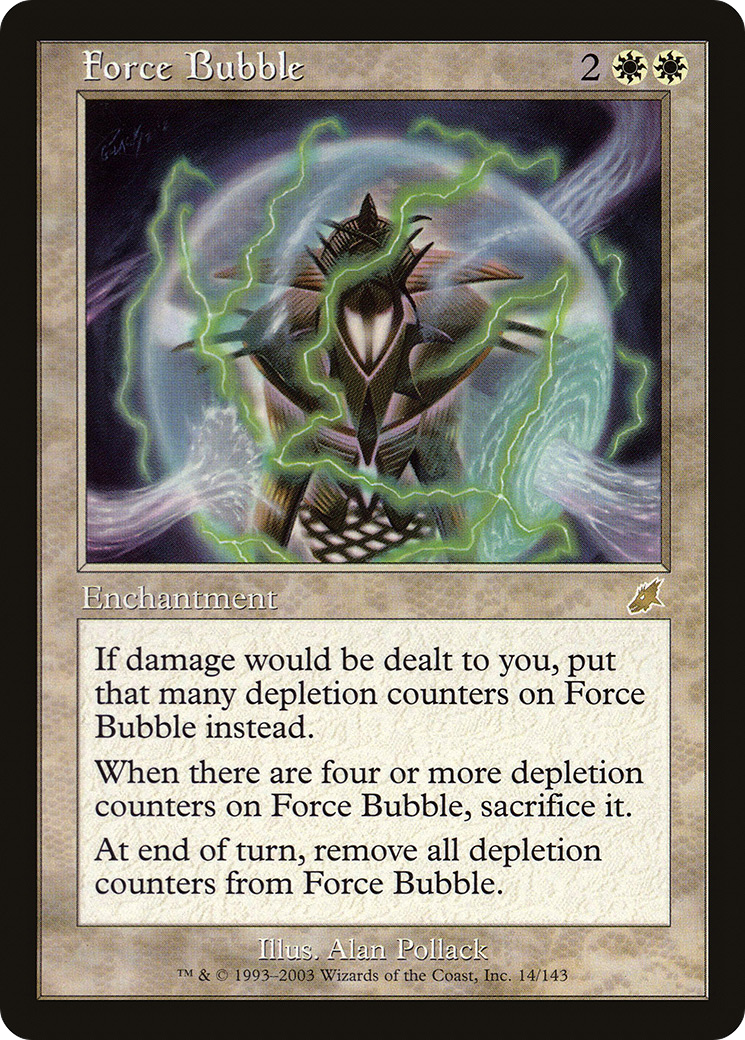 Force Bubble 2
Enchantment
If damage would be dealt to you, put
that many depletion counters on Force
Bubble instead.
When there are four or more depletion
counters on Force Bubble, sacrifice it.
At end of turn, remove all depletion
counters from Force Bubble.
Illus. Alan Pollack
™ & © 1993–2003 Wizards of the Coast, Inc. 14/143